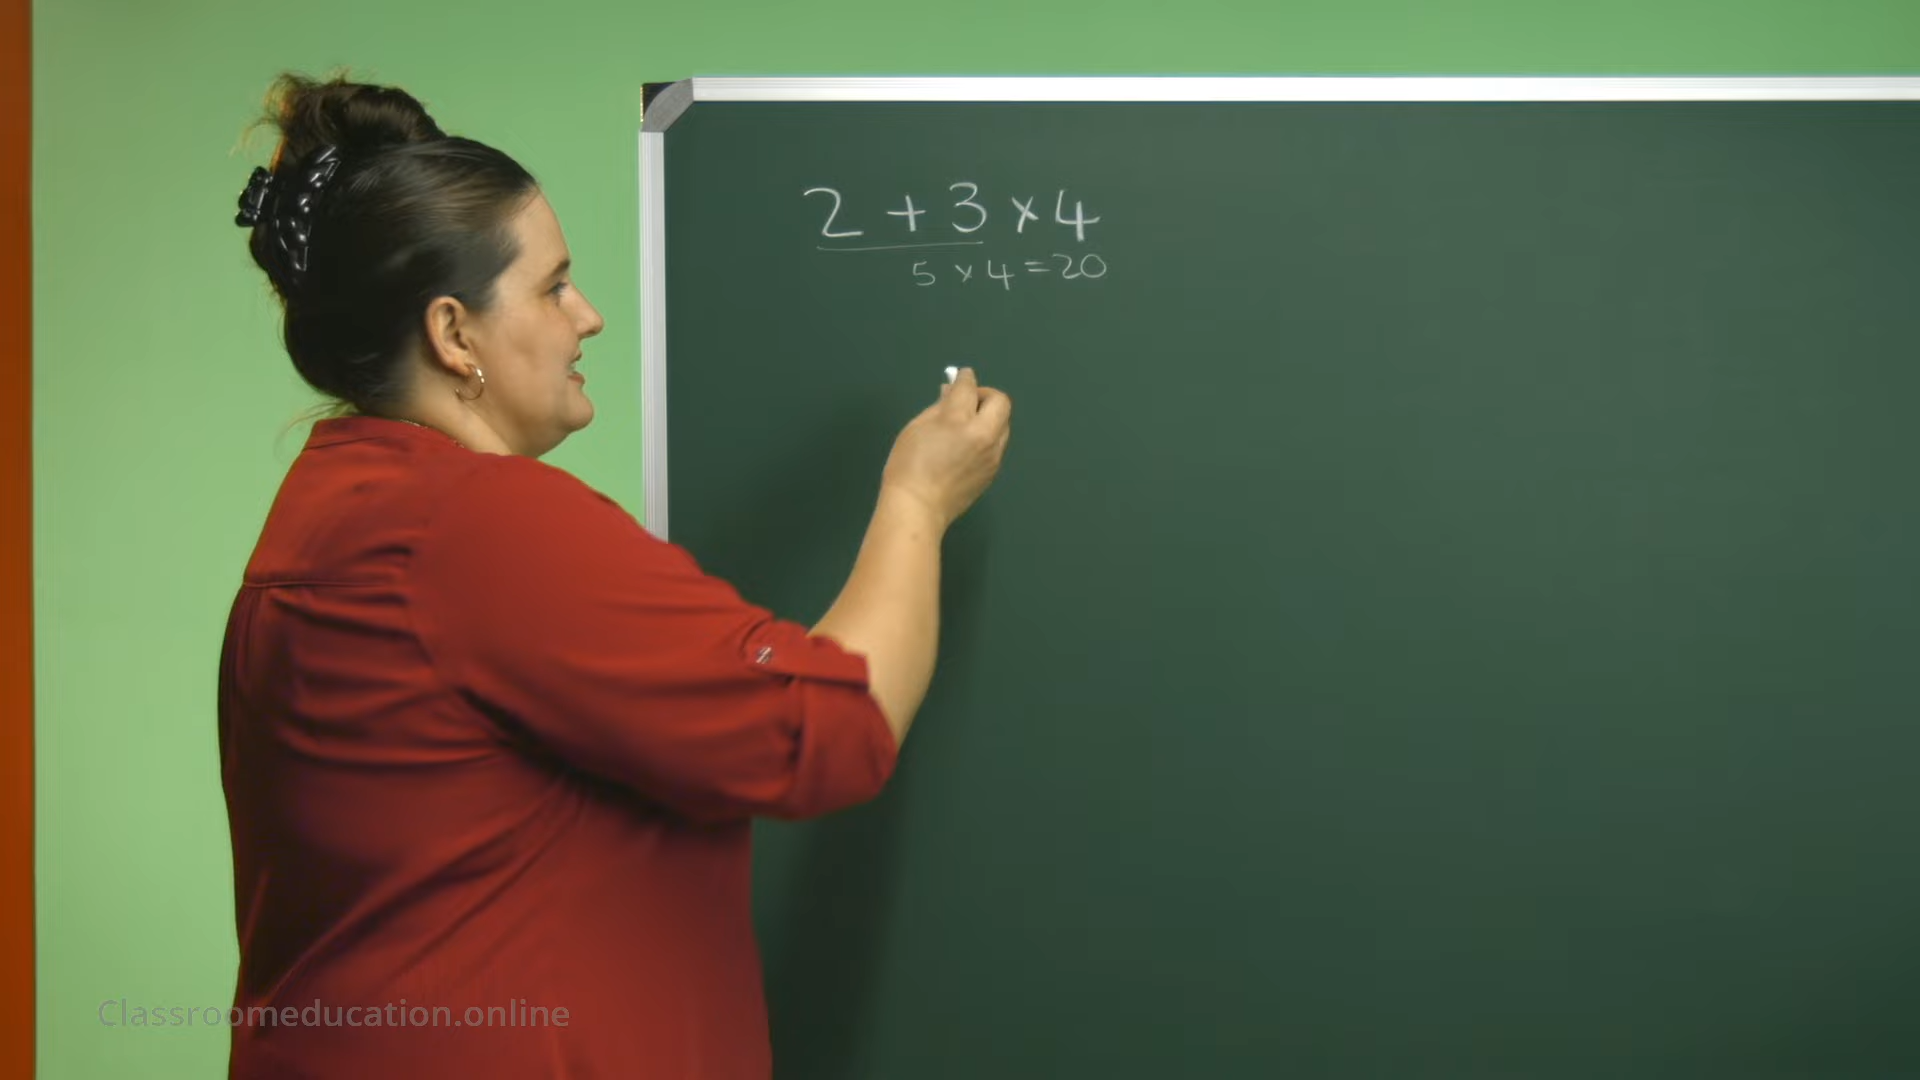 2 + 3 × 4
5 × 4 = 20
Classroomeducation.online